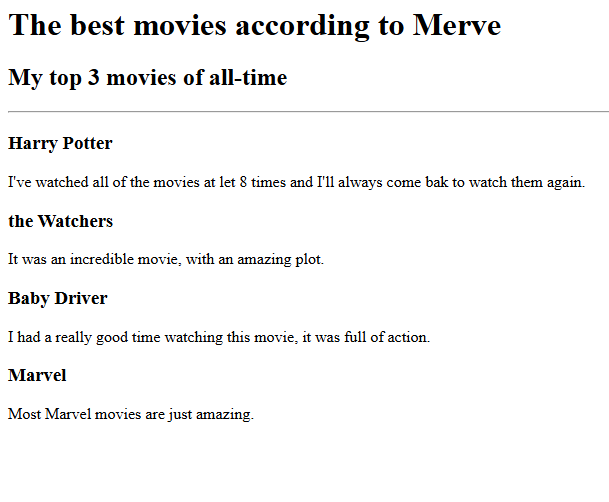 The best movies according to Merve
My top 3 movies of all-time
Harry Potter
I've watched all of the movies at let 8 times and I'll always come bak to watch them again.
the Watchers
It was an incredible movie, with an amazing plot.
Baby Driver
I had a really good time watching this movie, it was full of action.
Marvel
Most Marvel movies are just amazing.